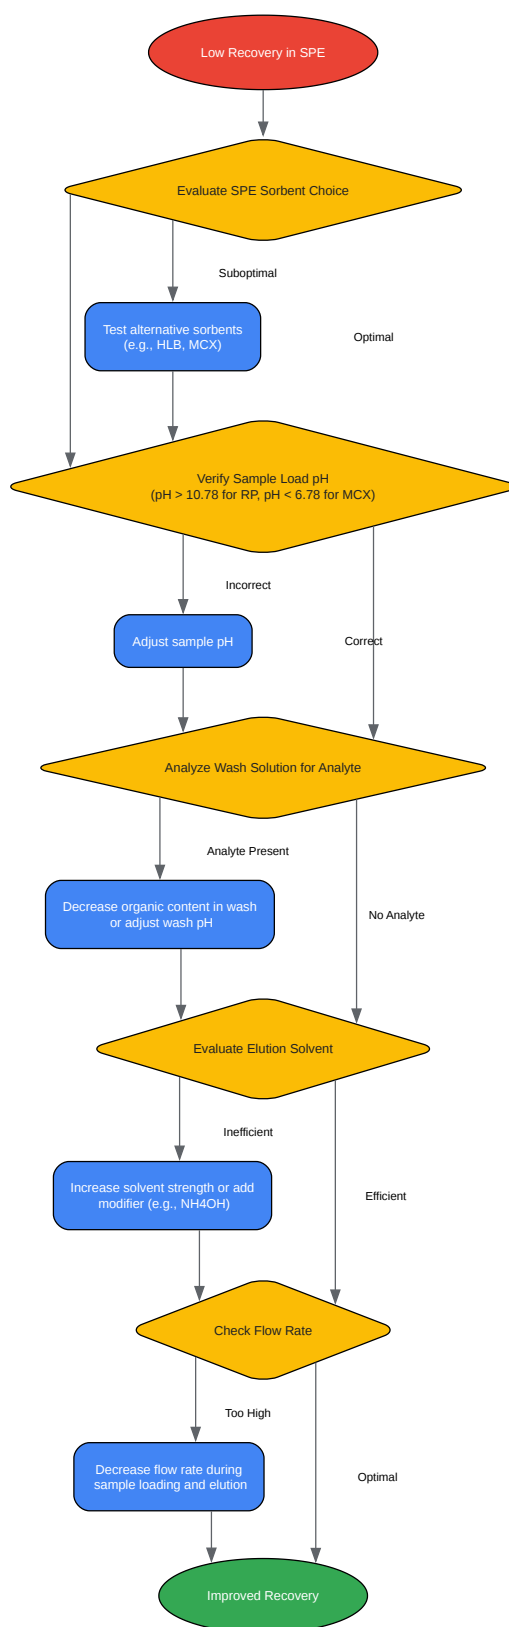 Low Recovery in SPE
Evaluate SPE Sorbent Choice
Suboptimal
Test alternative sorbents
(e.g., HLB, MCX)
Optimal
Verify Sample Load pH
(pH > 10.78 for RP, pH < 6.78 for MCX)
Incorrect
Adjust sample pH
Correct
Analyze Wash Solution for Analyte
Analyte Present
Decrease organic content in wash
or adjust wash pH
No Analyte
Evaluate Elution Solvent
Inefficient
Increase solvent strength or add
modifier (e.g., NH4OH)
Efficient
Check Flow Rate
Too High
Decrease flow rate during
sample loading and elution
Optimal
Improved Recovery